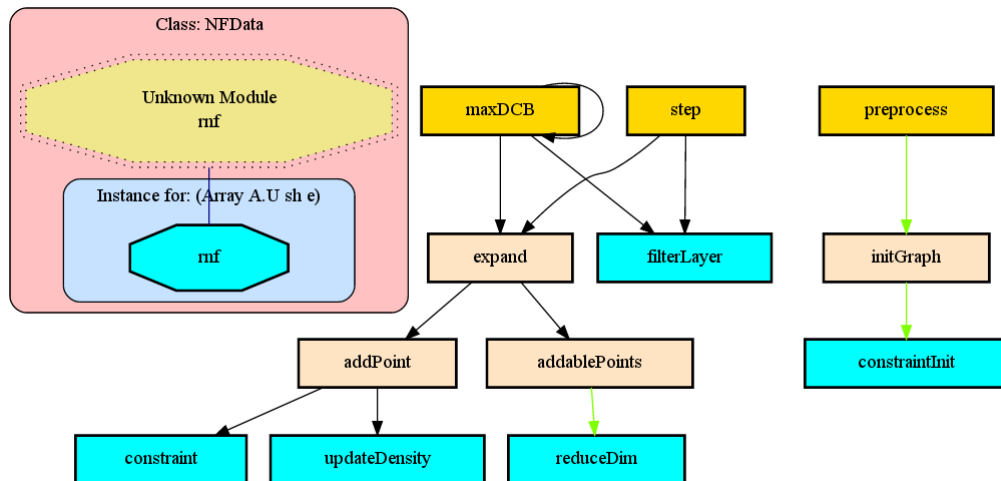 Class: NFData
Unknown Module
rnf
Instance for: (Array A.U sh e)
rnf
maxDCB
step
preprocess
expand
filterLayer
initGraph
addPoint
addablePoints
constraintInit
constraint
updateDensity
reduceDim